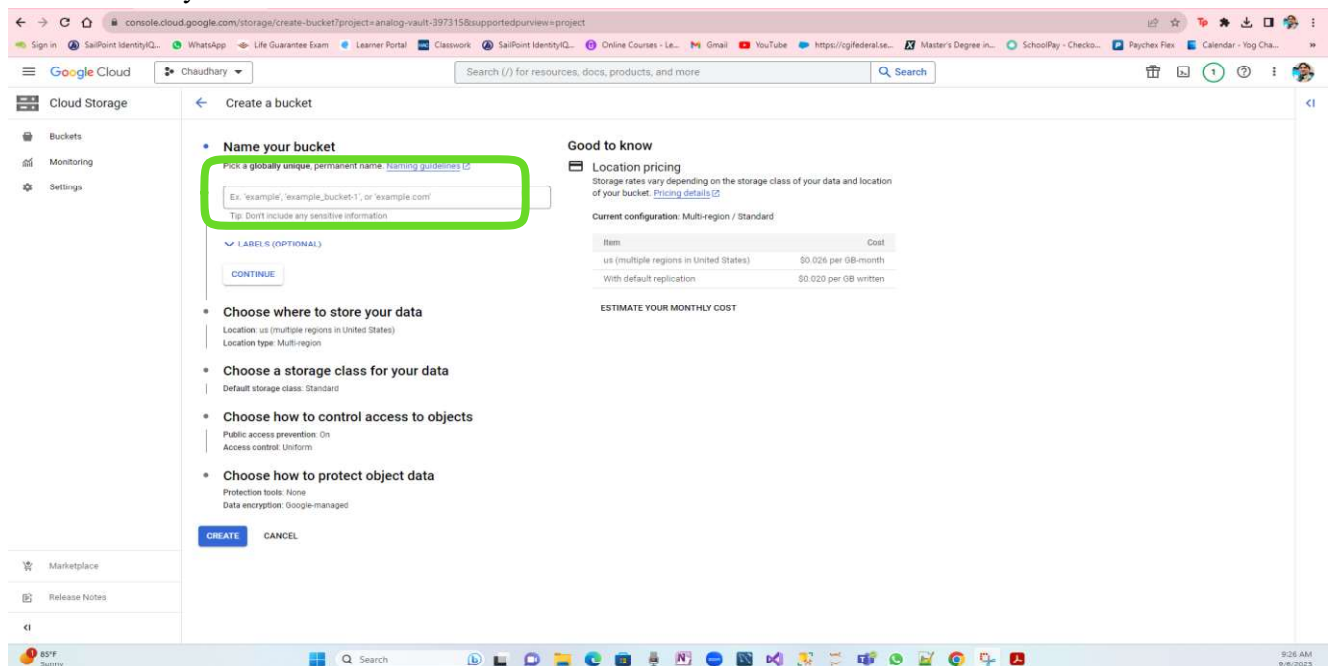 console.cloud.google.com/storage/create-bucket?project=analog-vault-397315&supportedpurview=project
Sign in SailPoint IdentityIQ... WhatsApp Life Guarantee Exam Learner Portal Classwork SailPoint IdentityIQ... Online Courses - Le... Gmail YouTube https://cgifederal.se... Master's Degree in... SchoolPay - Checko... Paychex Flex Calendar - Yog Cha...
Google Cloud Chaudhary Search (/) for resources, docs, products, and more Search 1
Cloud Storage Create a bucket
Buckets
Monitoring
Settings
Name your bucket
Pick a globally unique, permanent name. Naming guidelines
Ex. 'example', 'example_bucket-1', or 'example.com'
Tip: Don't include any sensitive information
LABELS (OPTIONAL)
CONTINUE
Choose where to store your data
Location: us (multiple regions in United States)
Location type: Multi-region
Choose a storage class for your data
Default storage class: Standard
Choose how to control access to objects
Public access prevention: On
Access control: Uniform
Choose how to protect object data
Protection tools: None
Data encryption: Google-managed
CREATE CANCEL
Good to know
Location pricing
Storage rates vary depending on the storage class of your data and location
of your bucket. Pricing details
Current configuration: Multi-region / Standard
Item Cost
us (multiple regions in United States) $0.026 per GB-month
With default replication $0.020 per GB written
ESTIMATE YOUR MONTHLY COST
Marketplace
Release Notes
85°F
Sunny
Search
9:26 AM
9/6/2023